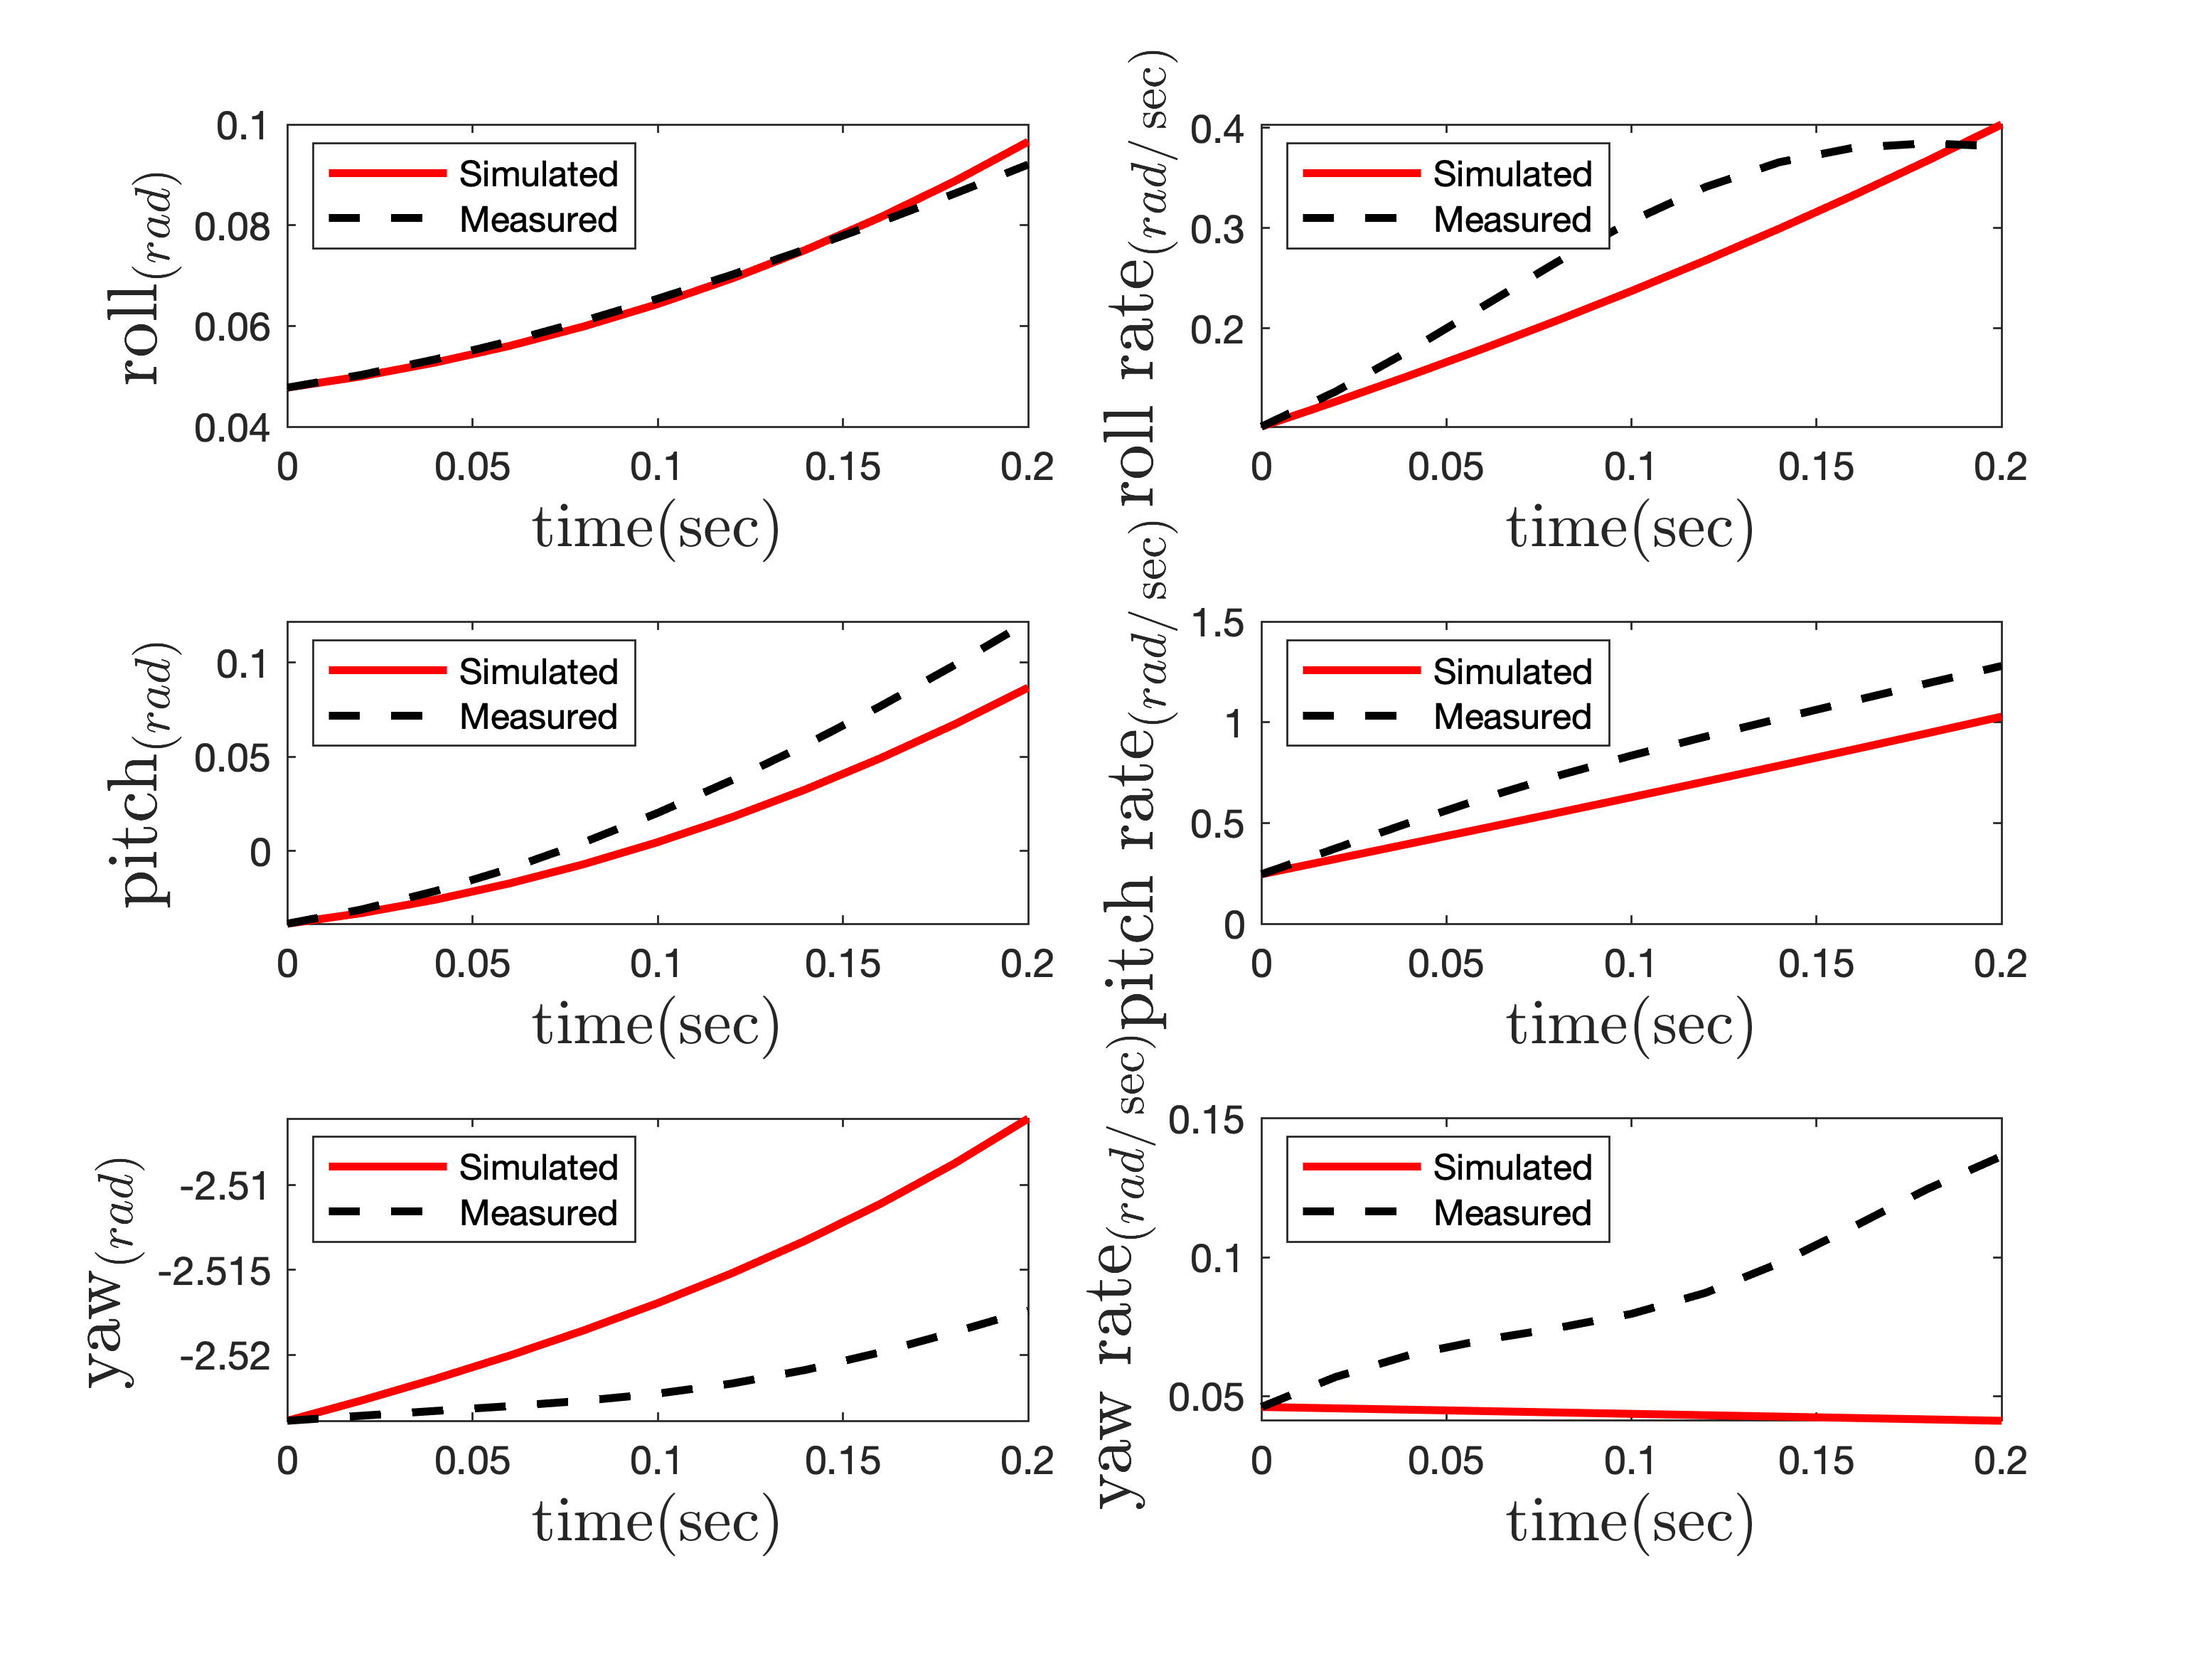 roll(rad)
0.1
0.08
0.06
0.04
Simulated
Measured
0 0.05 0.1 0.15 0.2
time(sec)
roll rate(rad/ sec)
0.4
0.3
0.2
Simulated
Measured
0 0.05 0.1 0.15 0.2
time(sec)
pitch(rad)
0.1
0.05
0
Simulated
Measured
0 0.05 0.1 0.15 0.2
time(sec)
pitch rate(rad/ sec)
1.5
1
0.5
0
Simulated
Measured
0 0.05 0.1 0.15 0.2
time(sec)
yaw(rad)
-2.51
-2.515
-2.52
Simulated
Measured
0 0.05 0.1 0.15 0.2
time(sec)
yaw rate(rad/ sec)
0.15
0.1
0.05
Simulated
Measured
0 0.05 0.1 0.15 0.2
time(sec)